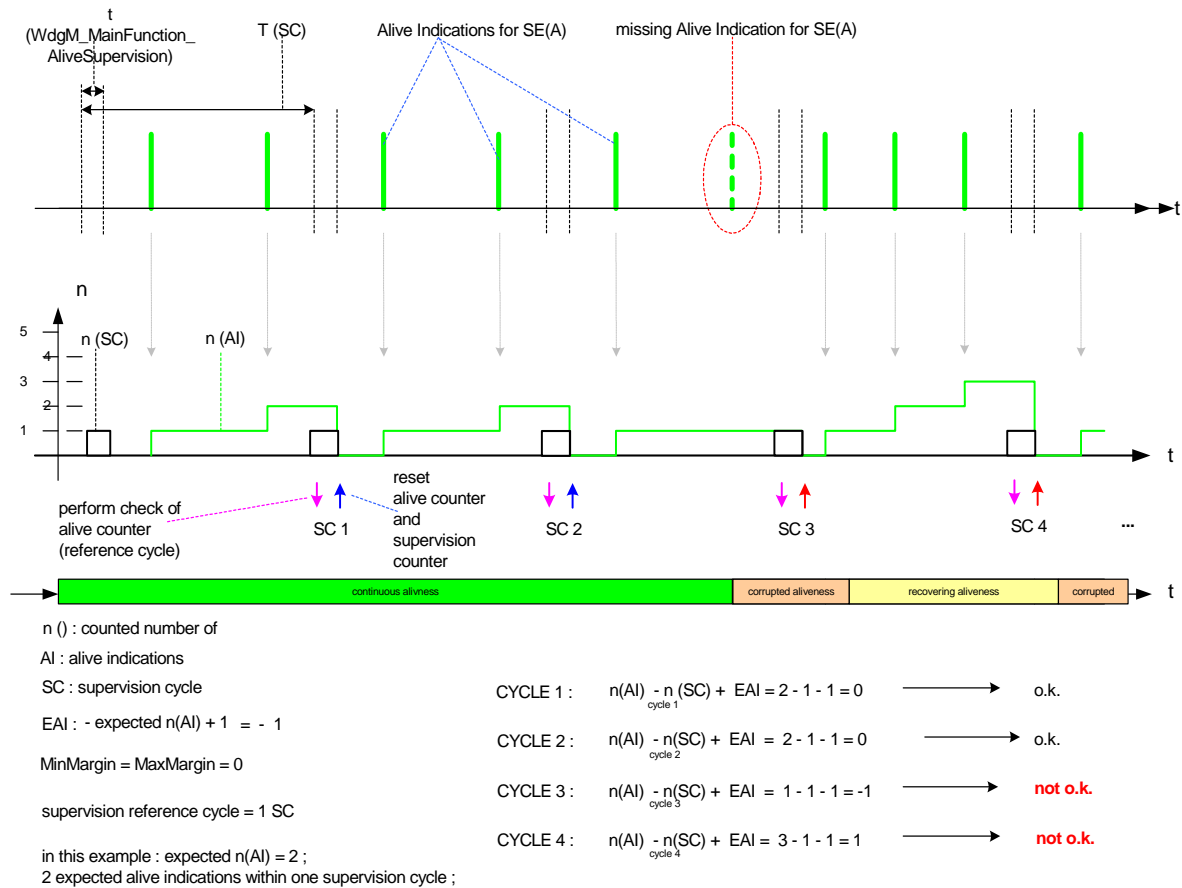 t
(WdgM_MainFunction_
AliveSupervision)
T (SC)
Alive Indications for SE(A)
missing Alive Indication for SE(A)
t
n
5
4
3
2
1
n (SC)
n (AI)
t
perform check of
alive counter
(reference cycle)
SC 1
reset
alive counter
and
supervision
counter
SC 2
SC 3
SC 4
...
continuous alivness
corrupted aliveness
recovering aliveness
corrupted
t
n () : counted number of
AI : alive indications
SC : supervision cycle
EAI : - expected n(AI) + 1 = - 1
MinMargin = MaxMargin = 0
supervision reference cycle = 1 SC
in this example : expected n(AI) = 2 ;
2 expected alive indications within one supervision cycle ;
CYCLE 1 : n(AI) - n (SC) + EAI = 2 - 1 - 1 = 0 o.k.
cycle 1
CYCLE 2 : n(AI) - n(SC) + EAI = 2 - 1 - 1 = 0 o.k.
cycle 2
CYCLE 3 : n(AI) - n(SC) + EAI = 1 - 1 - 1 = -1 not o.k.
cycle 3
CYCLE 4 : n(AI) - n(SC) + EAI = 3 - 1 - 1 = 1 not o.k.
cycle 4